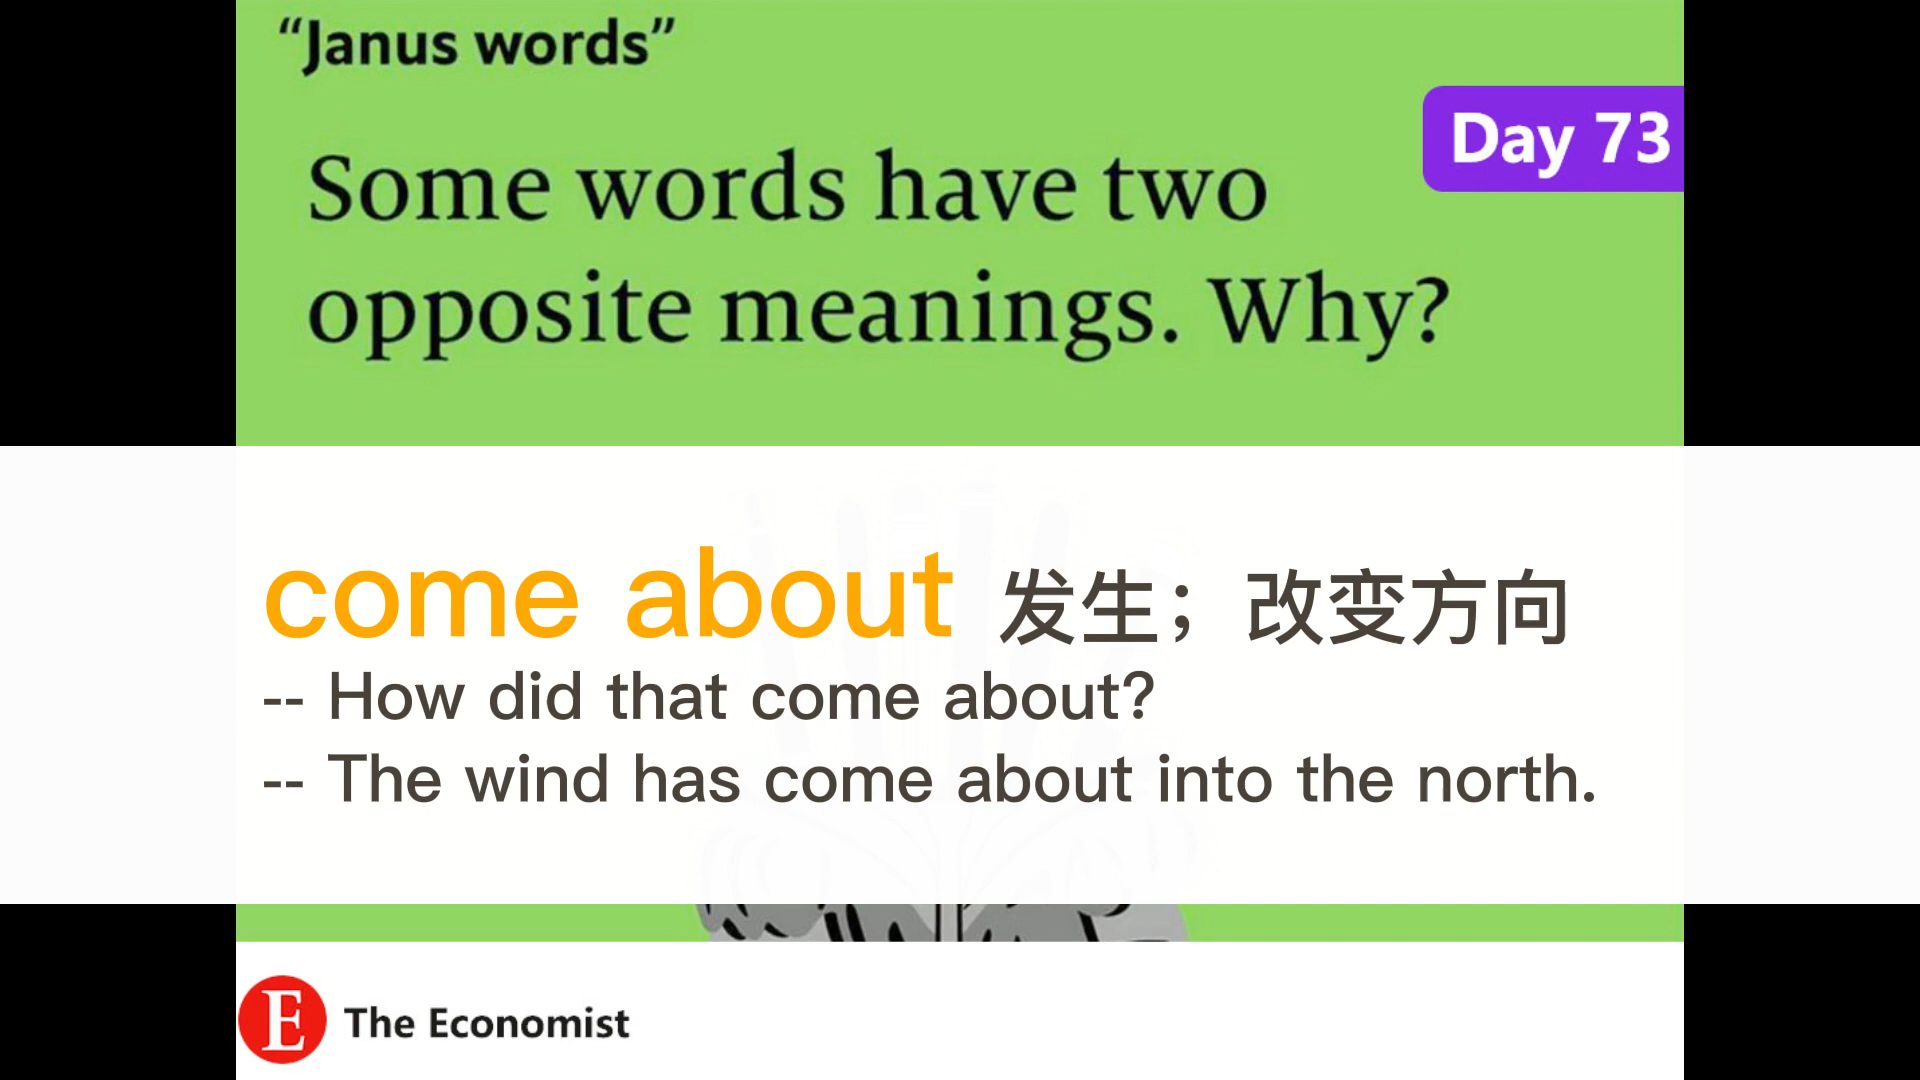 “Janus words”
Day 73
Some words have two
opposite meanings. Why?
come about 发生；改变方向
-- How did that come about?
-- The wind has come about into the north.
E The Economist